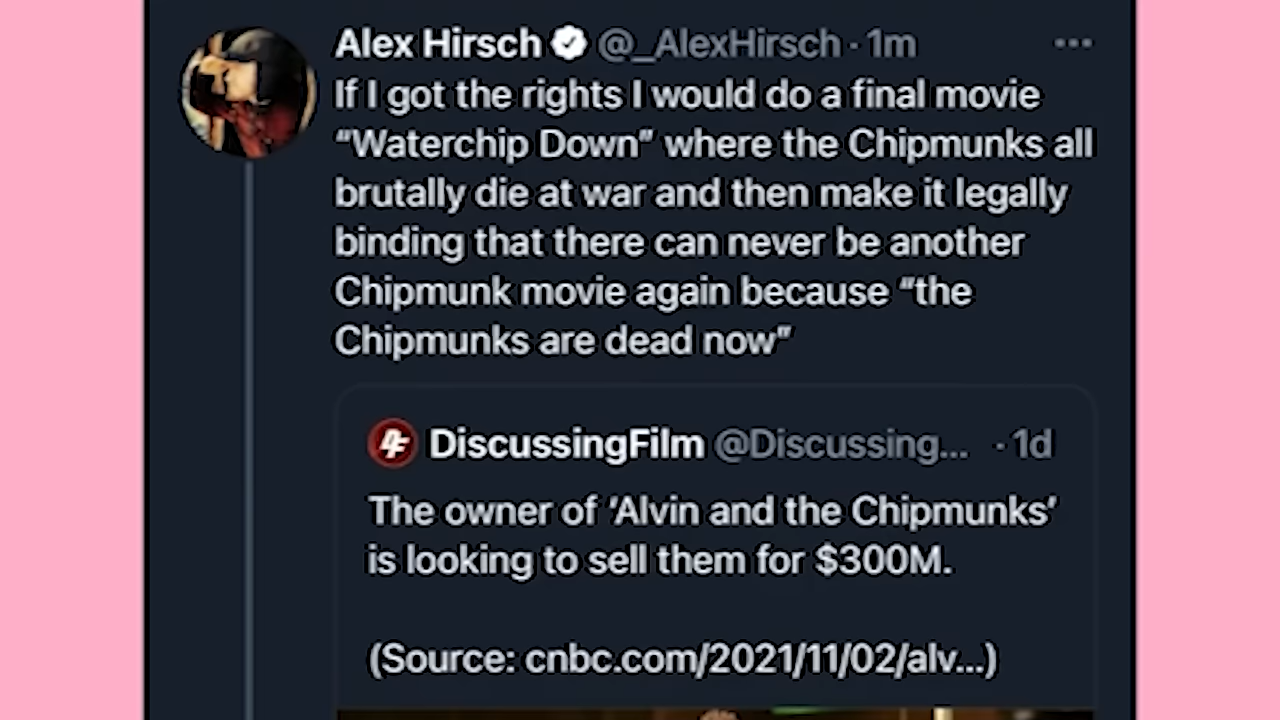 Alex Hirsch @_AlexHirsch · 1m
If I got the rights I would do a final movie
“Waterchip Down” where the Chipmunks all
brutally die at war and then make it legally
binding that there can never be another
Chipmunk movie again because “the
Chipmunks are dead now”
DiscussingFilm @Discussing... · 1d
The owner of ‘Alvin and the Chipmunks’
is looking to sell them for $300M.
(Source: cnbc.com/2021/11/02/alv...)